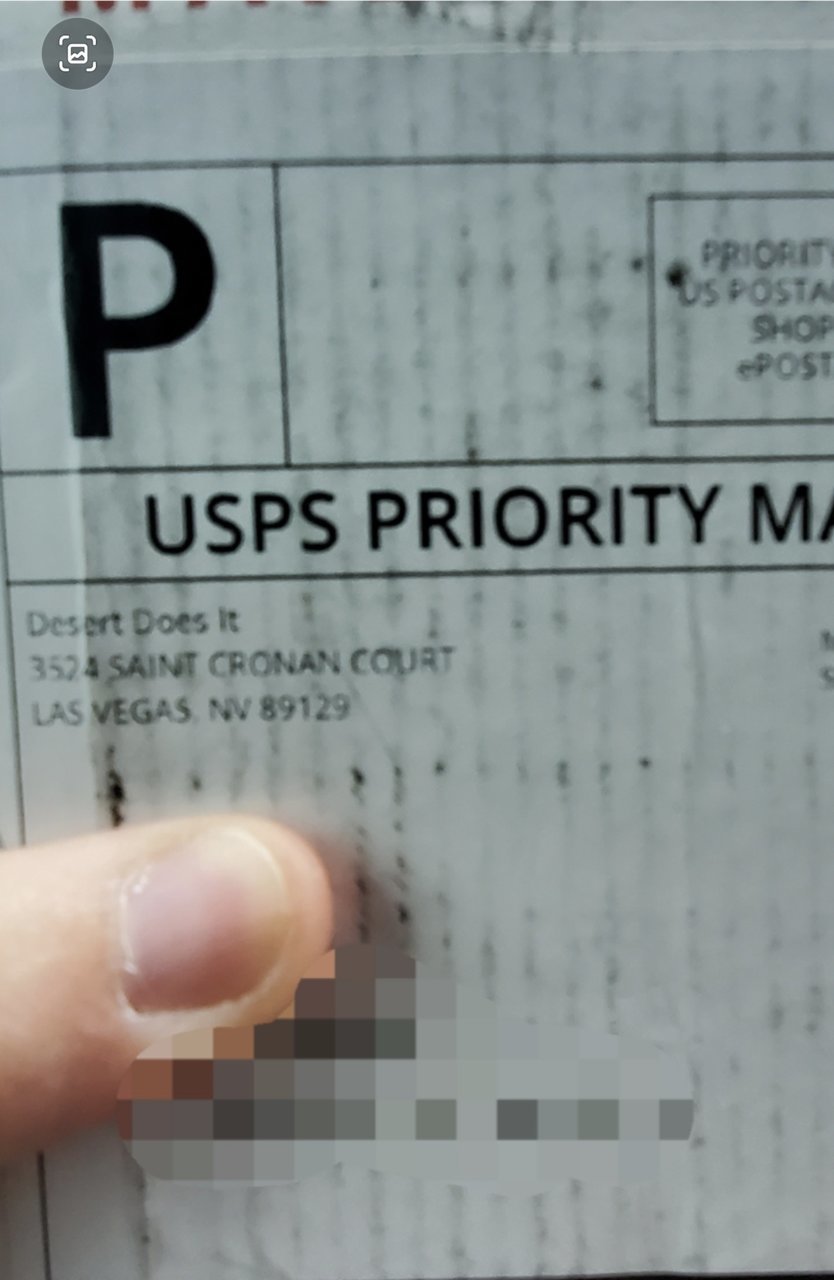 P
PRIORITY
US POSTA
SHOP
ePOST
USPS PRIORITY MA
Desert Does It
3524 SAINT CRONAN COURT
LAS VEGAS NV 89129